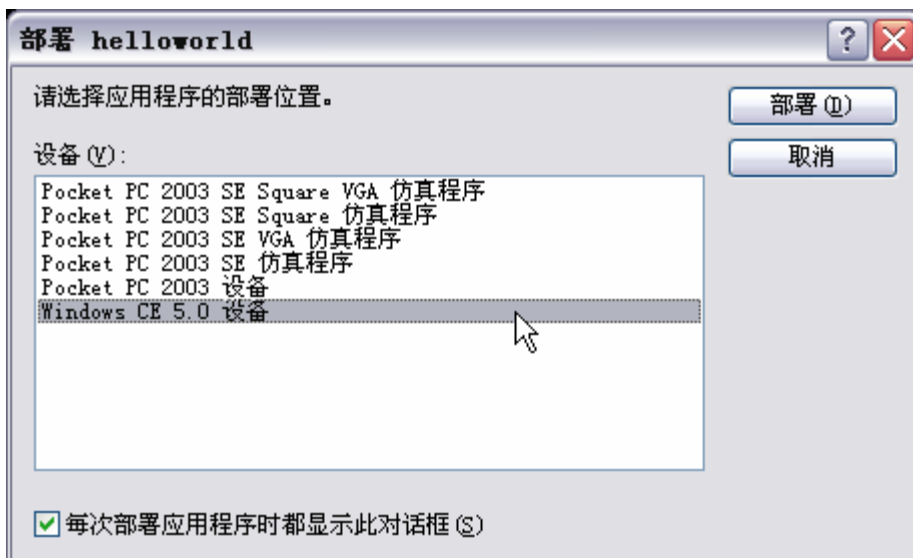 部署 helloworld
请选择应用程序的部署位置。
部署(D)
设备(V):
取消
Pocket PC 2003 SE Square VGA 仿真程序
Pocket PC 2003 SE Square 仿真程序
Pocket PC 2003 SE VGA 仿真程序
Pocket PC 2003 SE 仿真程序
Pocket PC 2003 设备
Windows CE 5.0 设备
每次部署应用程序时都显示此对话框(S)